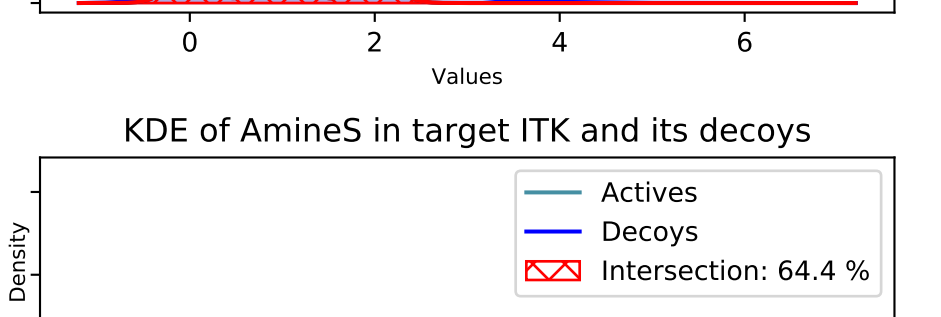 0 2 4 6
Values
KDE of AmineS in target ITK and its decoys
Density
Actives
Decoys
Intersection: 64.4 %